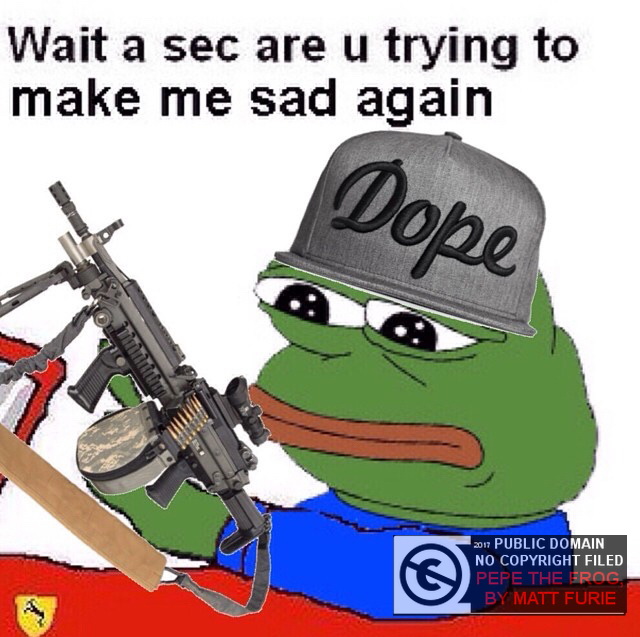 Wait a sec are u trying to
make me sad again
Dope
2017 PUBLIC DOMAIN
NO COPYRIGHT FILED
PEPE THE FROG,
BY MATT FURIE